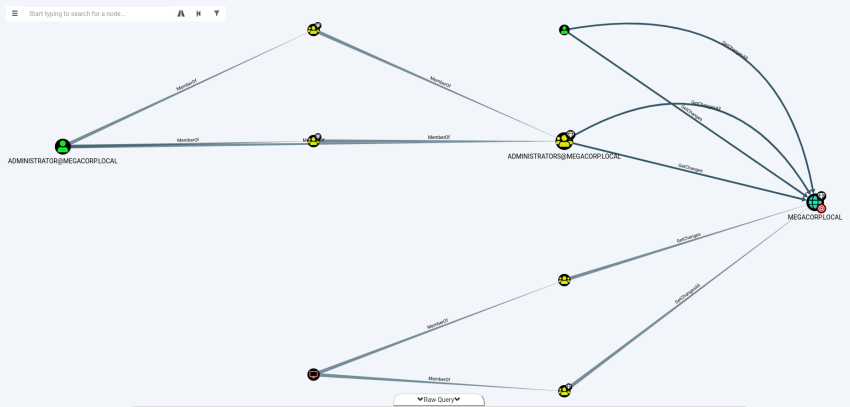 Start typing to search for a node...
GetChangesAll
MemberOf
MemberOf
GetChangesAll
GetChanges
MemberOf
MemberOf
MemberOf
ADMINISTRATOR@MEGACORP.LOCAL
ADMINISTRATORS@MEGACORP.LOCAL
GetChanges
MEGACORP.LOCAL
GetChanges
GetChangesAll
MemberOf
MemberOf
Raw Query